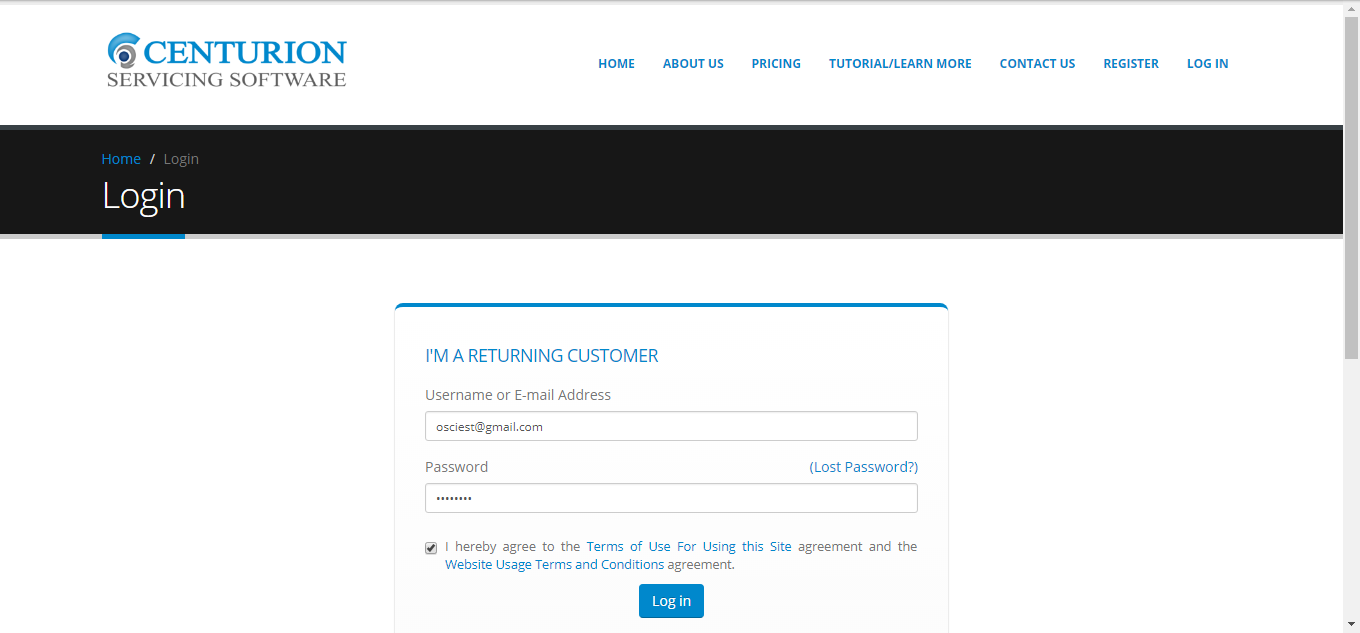 CENTURION
SERVICING SOFTWARE
HOME ABOUT US PRICING TUTORIAL/LEARN MORE CONTACT US REGISTER LOG IN
Home / Login
Login
I'M A RETURNING CUSTOMER
Username or E-mail Address
osciest@gmail.com
Password (Lost Password?)
••••••••
I hereby agree to the Terms of Use For Using this Site agreement and the
Website Usage Terms and Conditions agreement.
Log in